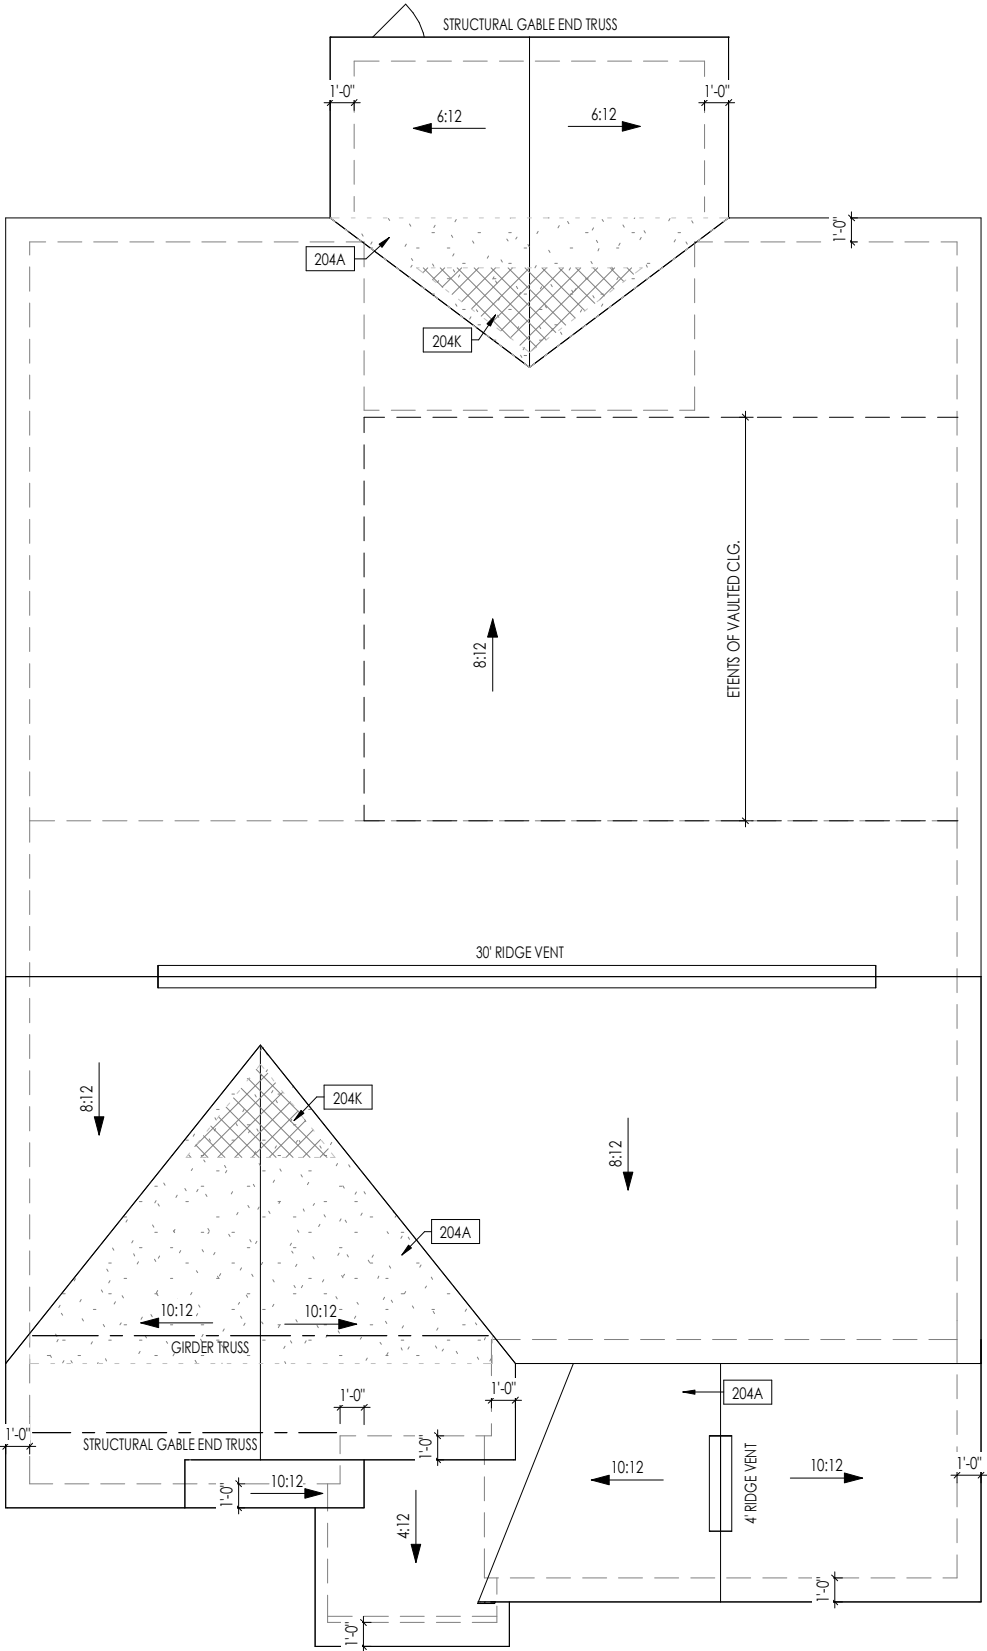 STRUCTURAL GABLE END TRUSS
1'-0"
1'-0"
6:12
6:12
1'-0"
204A
204K
ETENTS OF VAULTED CLG.
8:12
30' RIDGE VENT
8:12
204K
8:12
204A
10:12
10:12
GIRDER TRUSS
1'-0"
1'-0"
204A
1'-0"
STRUCTURAL GABLE END TRUSS
1'-0"
10:12
10:12
10:12
1'-0"
4' RIDGE VENT
1'-0"
4:12
1'-0"
1'-0"